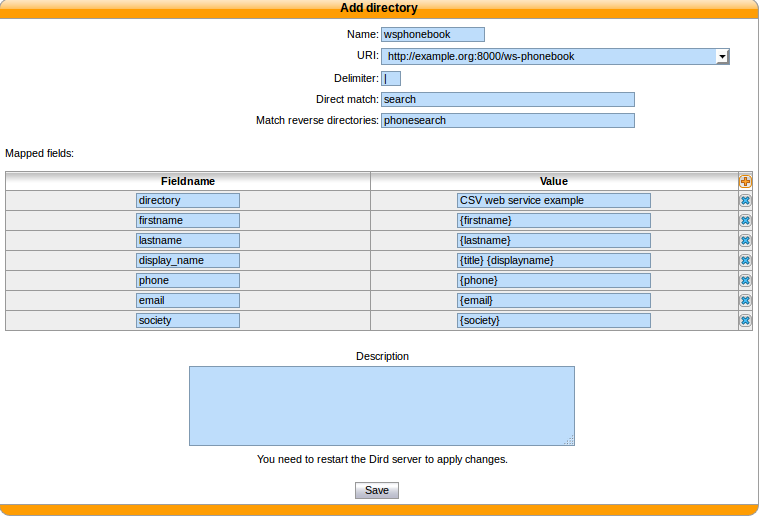 Add directory
Name: wsphonebook
URI: http://example.org:8000/ws-phonebook
Delimiter: |
Direct match: search
Match reverse directories: phonesearch
Mapped fields:
Fieldname Value
directory CSV web service example
firstname {firstname}
lastname {lastname}
display_name {title} {displayname}
phone {phone}
email {email}
society {society}
Description
You need to restart the Dird server to apply changes.
Save